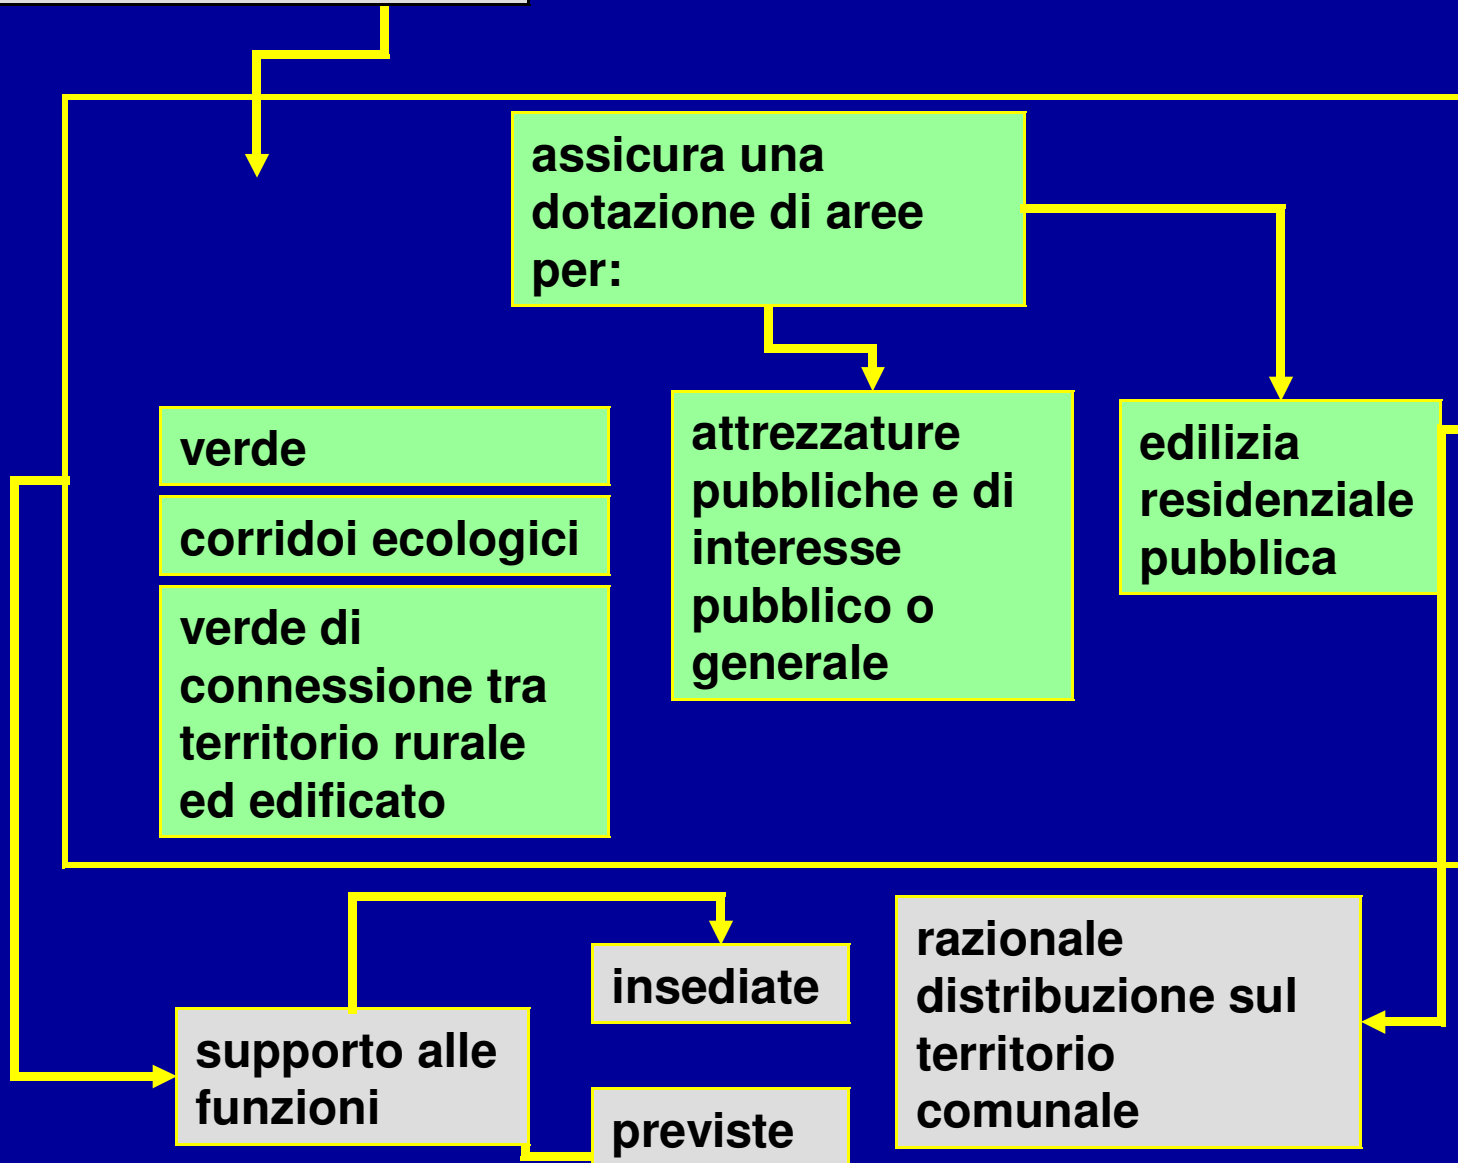 assicura una
dotazione di aree
per:
verde
corridoi ecologici
verde di
connessione tra
territorio rurale
ed edificato
attrezzature
pubbliche e di
interesse
pubblico o
generale
edilizia
residenziale
pubblica
supporto alle
funzioni
insediate
previste
razionale
distribuzione sul
territorio
comunale